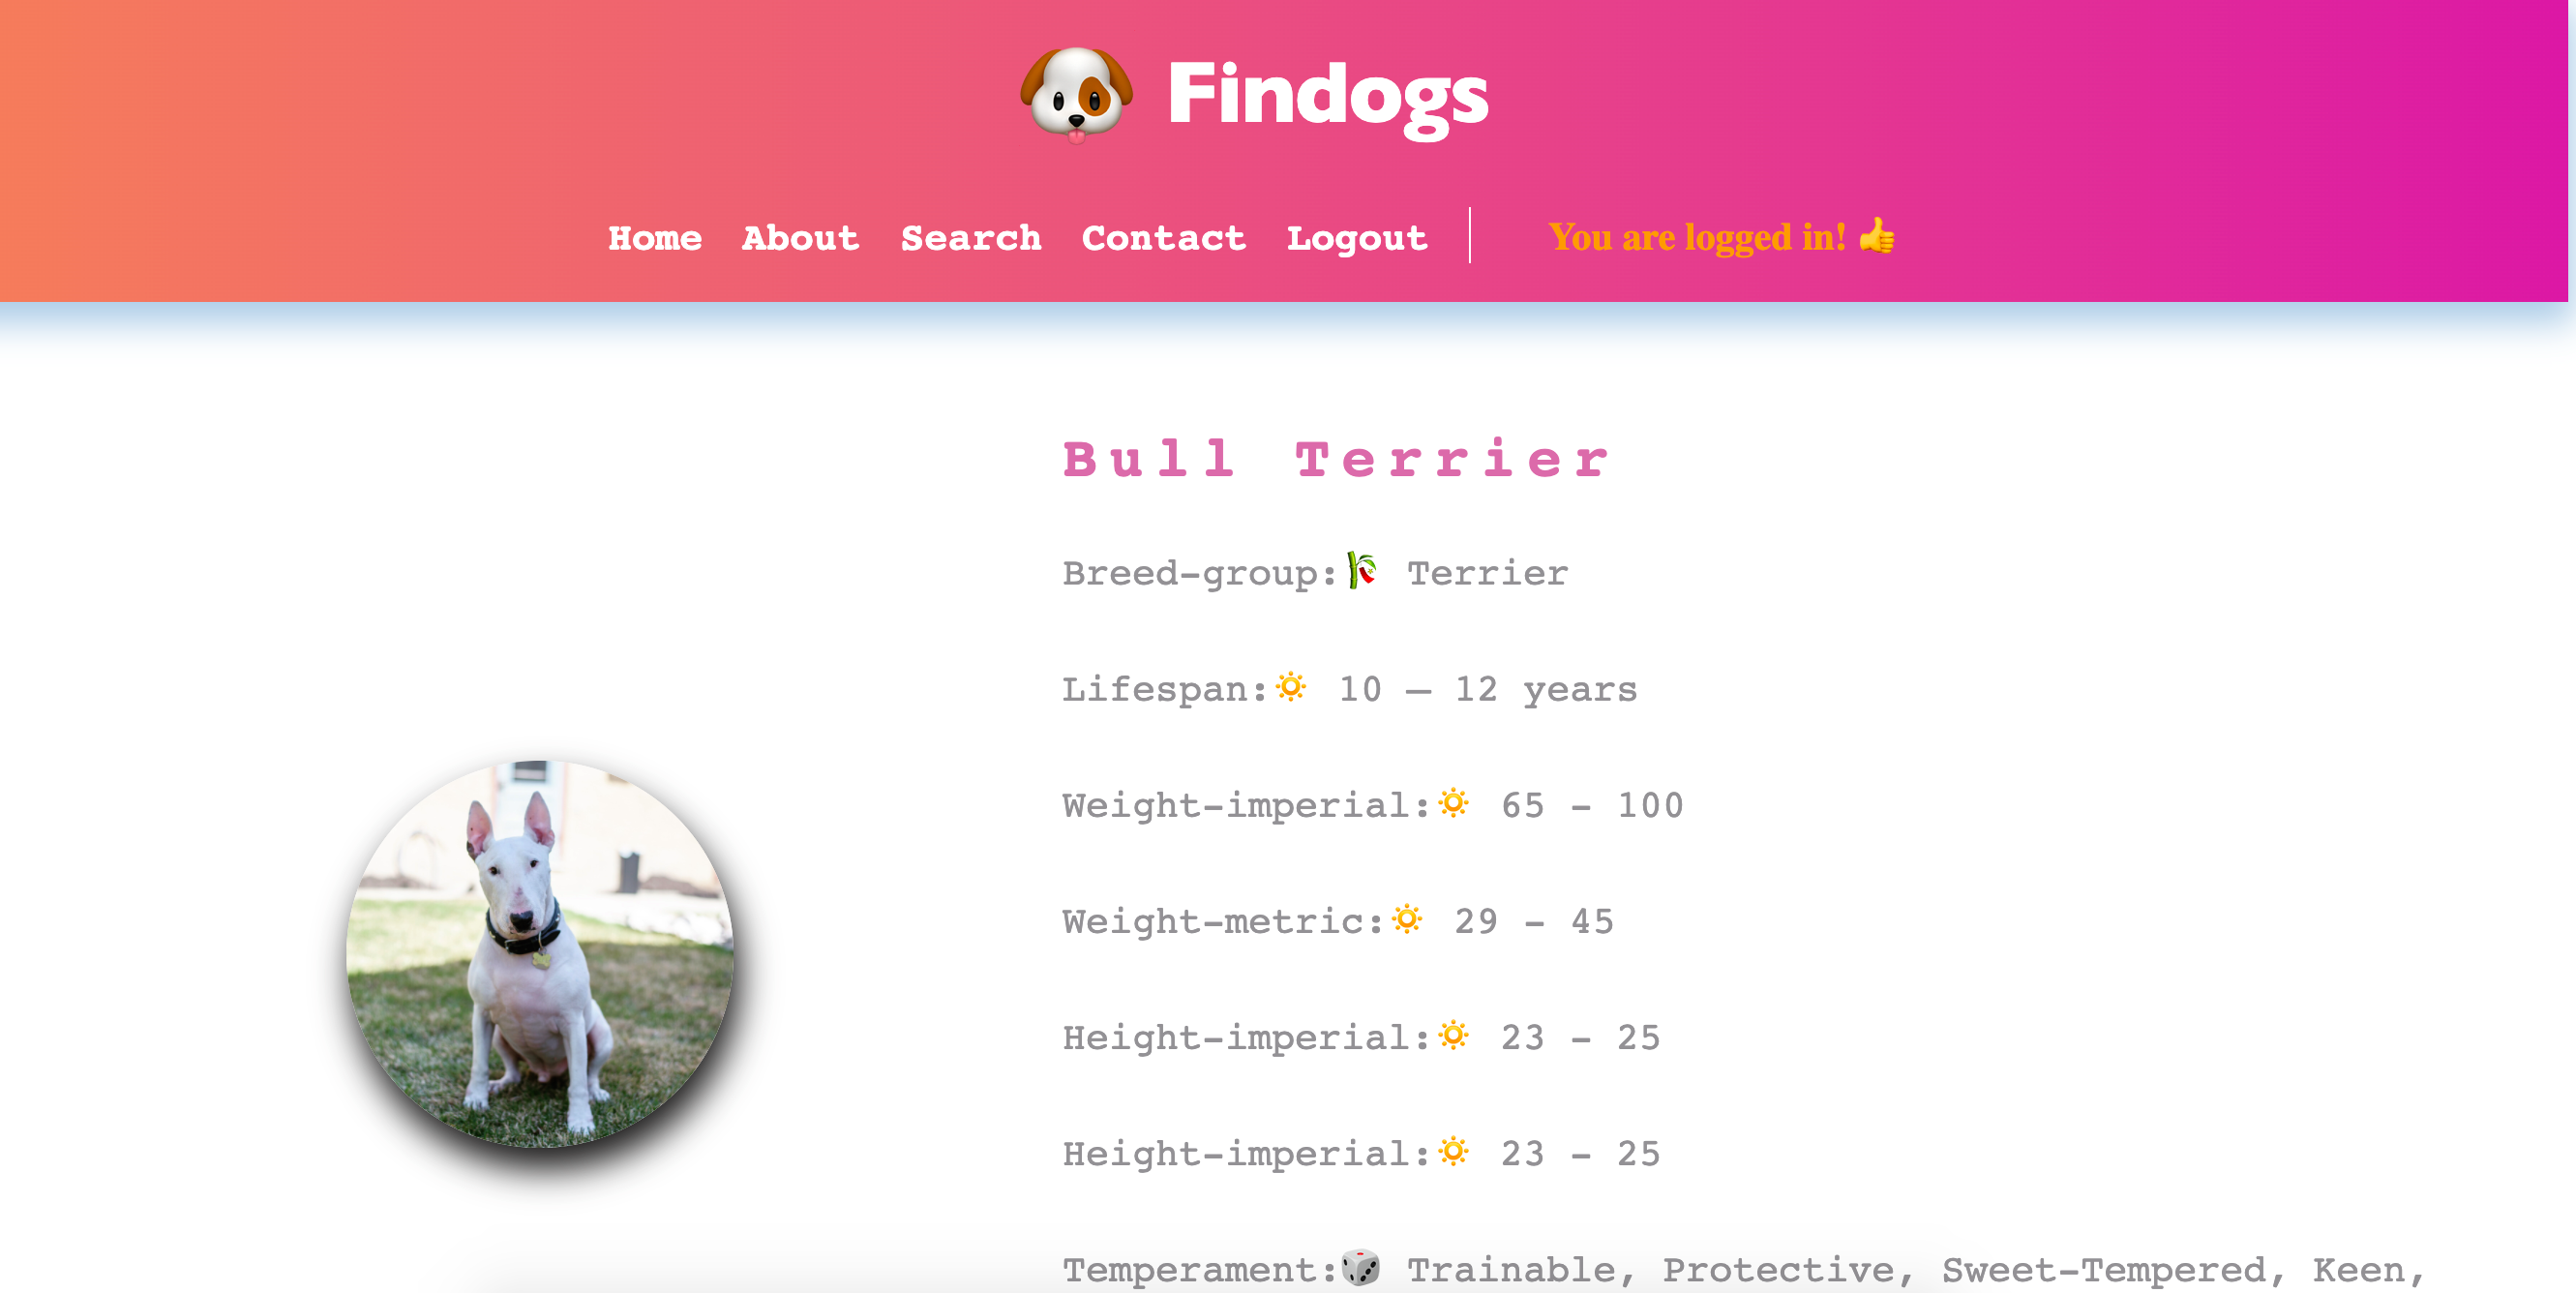 🐶 Findogs
Home About Search Contact Logout You are logged in! 👍
Bull Terrier
Breed-group:🎋 Terrier
Lifespan:🔅 10 – 12 years
Weight-imperial:🔅 65 - 100
Weight-metric:🔅 29 - 45
Height-imperial:🔅 23 - 25
Height-imperial:🔅 23 - 25
Temperament:🎲 Trainable, Protective, Sweet-Tempered, Keen,